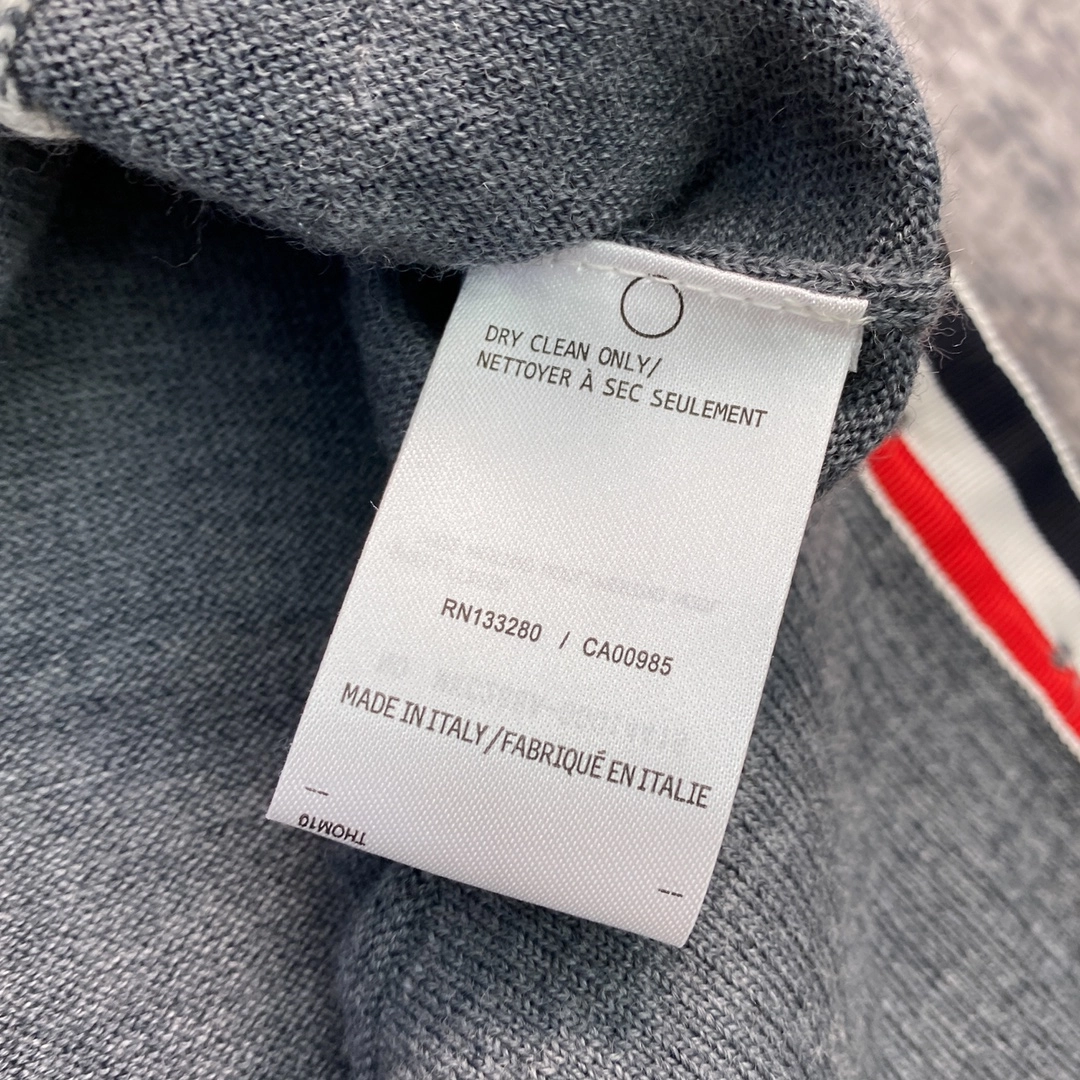 DRY CLEAN ONLY/
NETTOYER À SEC SEULEMENT
RN133280 / CA00985
MADE IN ITALY/FABRIQUÉ EN ITALIE
-- --
THOM10